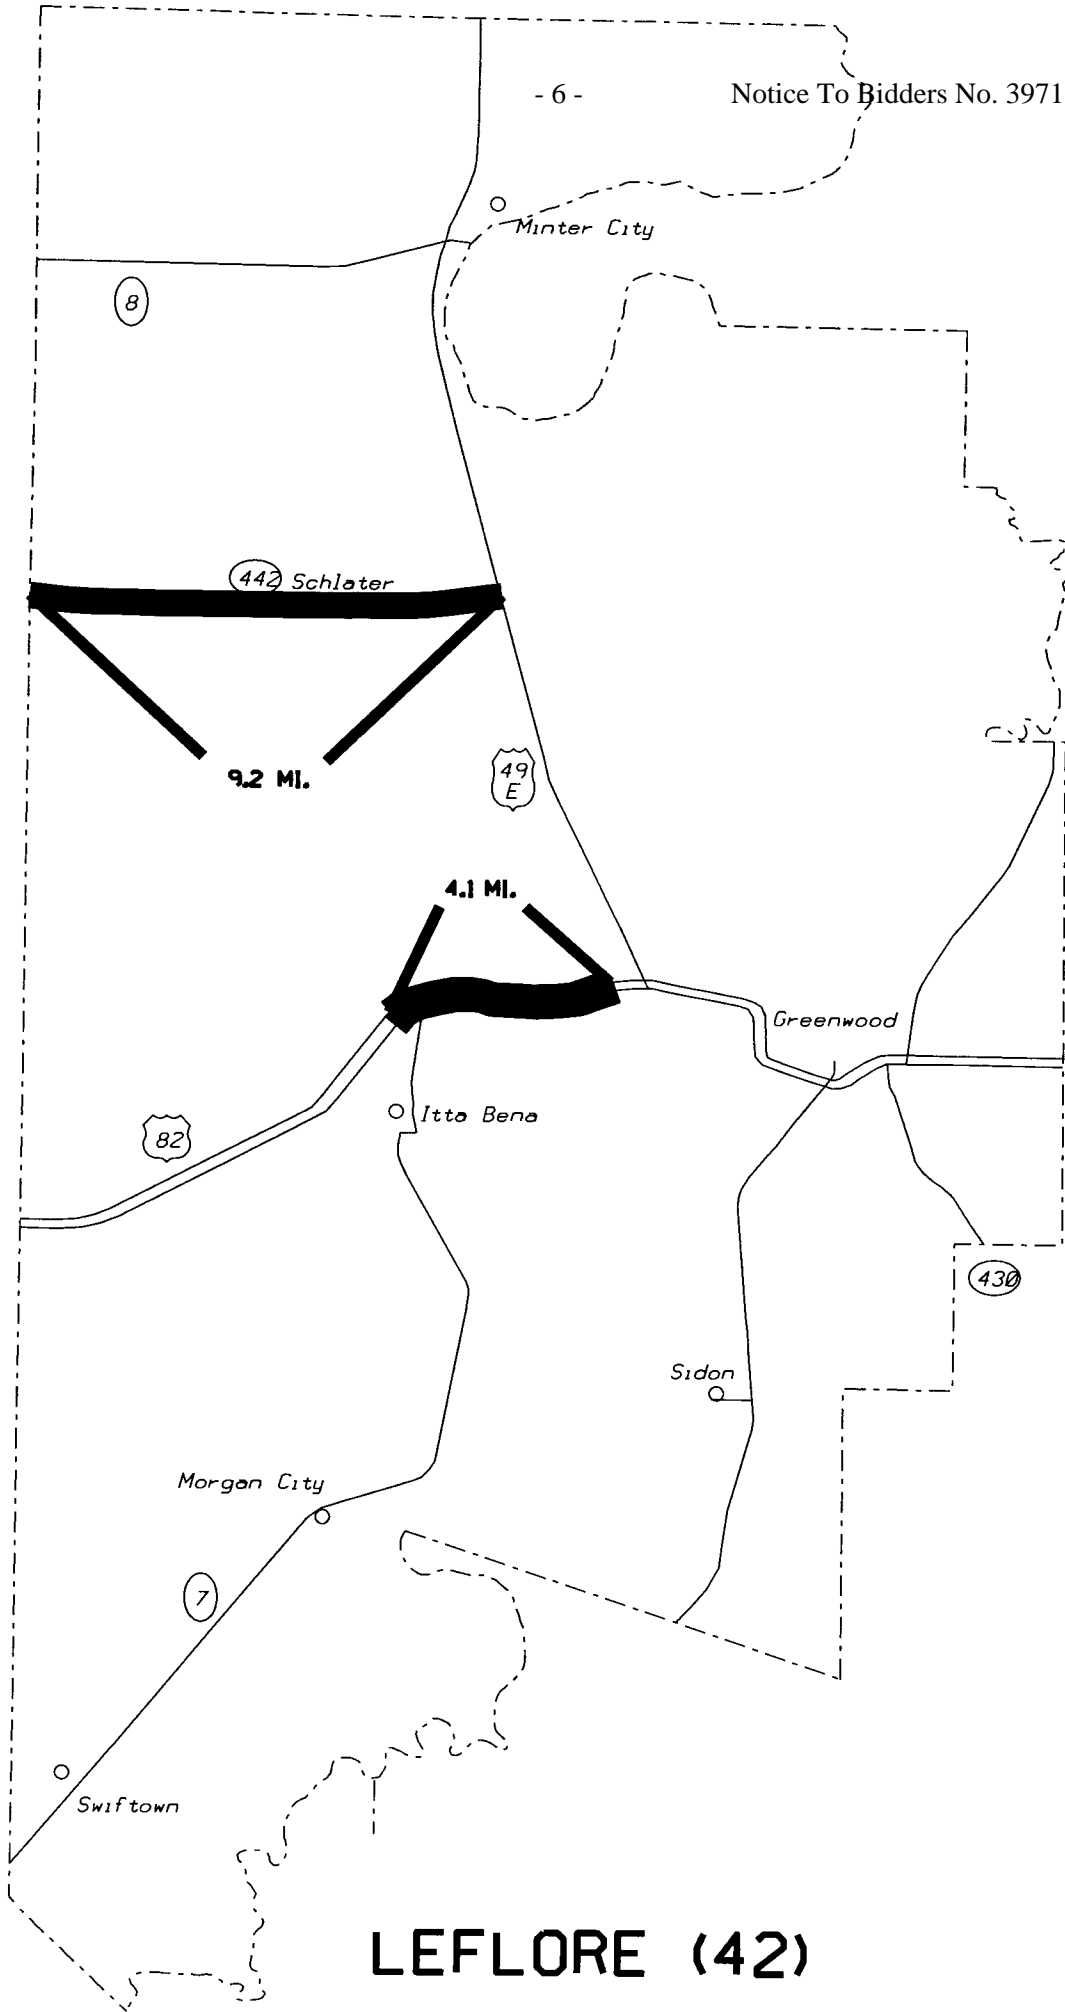 - 6 -
Notice To Bidders No. 3971
Minter City
8
442
Schlater
9.2 MI.
49
E
4.1 MI.
Greenwood
Itta Bena
82
430
Sidon
Morgan City
7
Swiftown
LEFLORE (42)